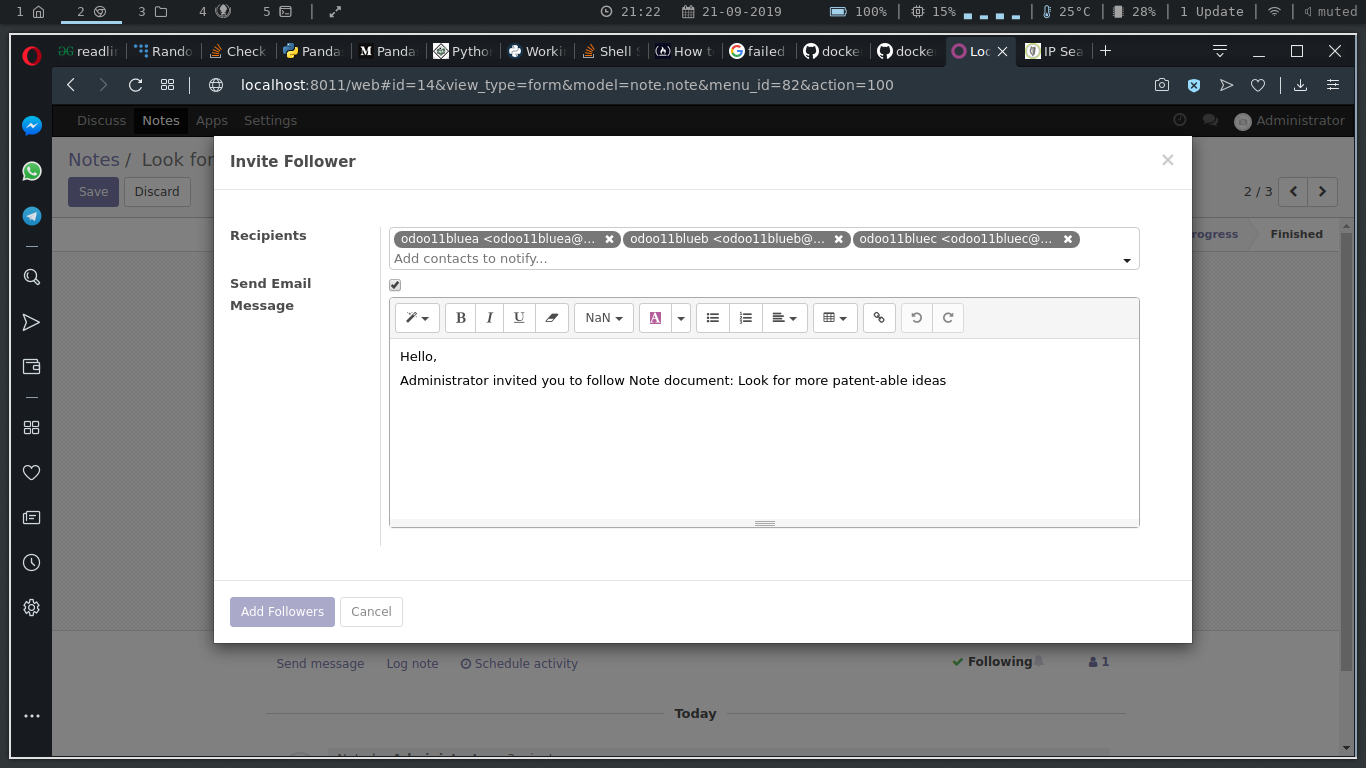 1 2 3 4 5 21:22 21-09-2019 100% 15% 25°C 28% 1 Update muted
readlin Rando Check Panda Panda Pytho Worki Shell S How t failed docke docke Loo IP Sea
localhost:8011/web#id=14&view_type=form&model=note.note&menu_id=82&action=100
Discuss Notes Apps Settings Administrator
Notes / Look for
Save Discard 2 / 3
rogress Finished
Invite Follower ×
Recipients odoo11bluea <odoo11bluea@... odoo11blueb <odoo11blueb@... odoo11bluec <odoo11bluec@...
Add contacts to notify...
Send Email
Message
B I U NaN A
Hello,
Administrator invited you to follow Note document: Look for more patent-able ideas
Add Followers Cancel
Send message Log note Schedule activity Following 1
Today